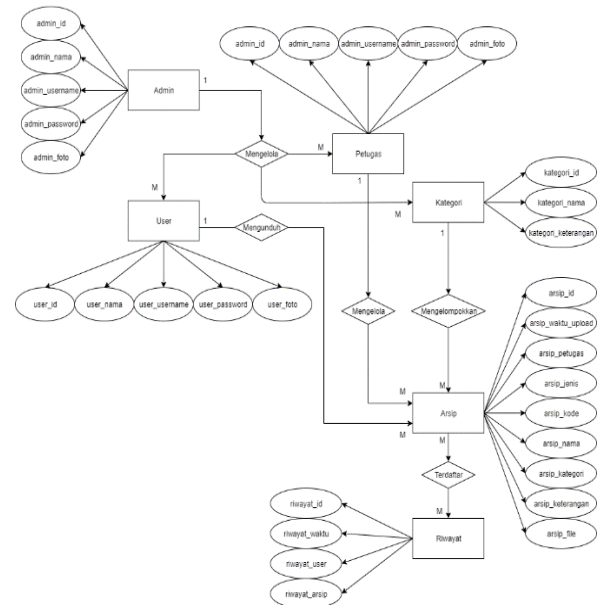 admin_id
admin_nama
admin_username
admin_password
admin_foto
Admin
1
admin_id
admin_nama
admin_username
admin_password
admin_foto
Mengelola
M
Petugas
1
M
M
User
1
Mengunduh
Kategori
1
kategori_id
kategori_nama
kategori_keterangan
user_id
user_nama
user_username
user_password
user_foto
Mengelola
Mengelompokkan
M
M
M
Arsip
M
arsip_id
arsip_waktu_upload
arsip_petugas
arsip_jenis
arsip_kode
arsip_nama
arsip_kategori
arsip_keterangan
arsip_file
Terdaftar
M
Riwayat
riwayat_id
riwayat_waktu
riwayat_user
riwayat_arsip